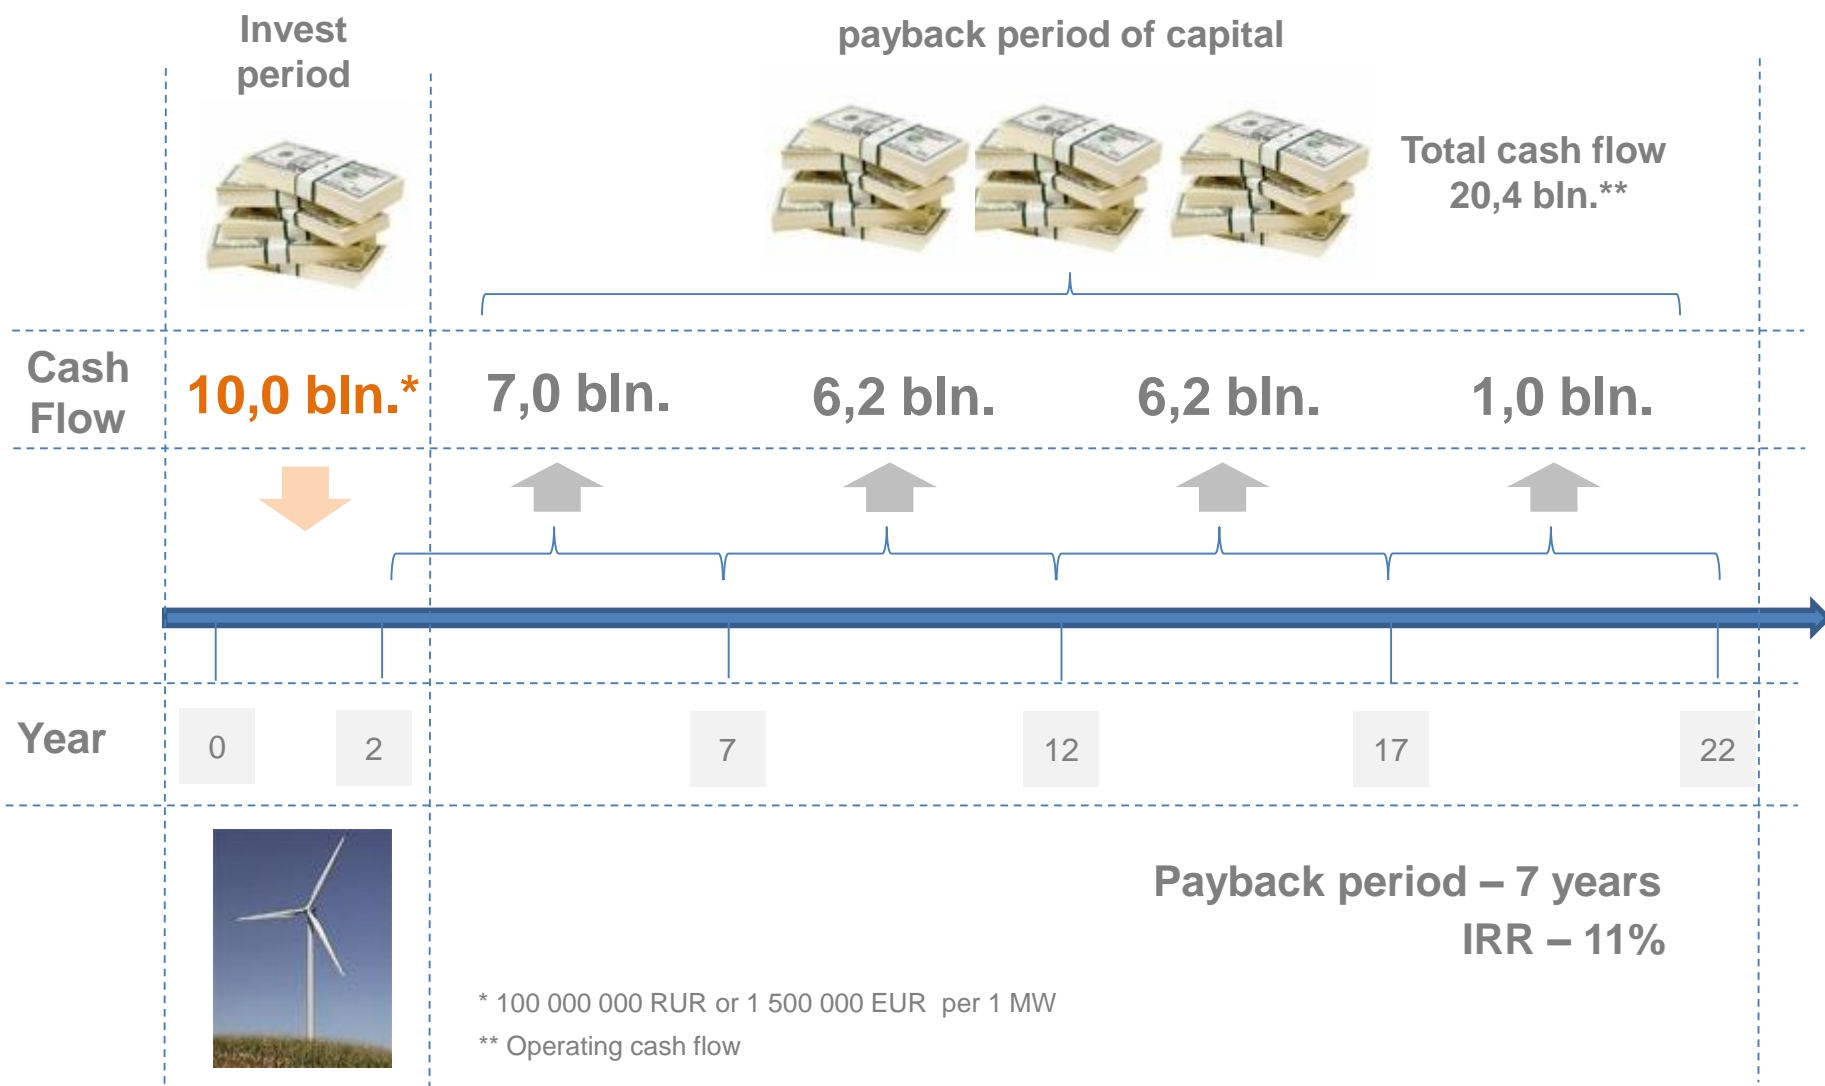 Invest
period
payback period of capital
Total cash flow
20,4 bln.**
Cash
Flow
10,0 bln.*
7,0 bln.
6,2 bln.
6,2 bln.
1,0 bln.
Year
0
2
7
12
17
22
Payback period – 7 years
IRR – 11%
* 100 000 000 RUR or 1 500 000 EUR  per 1 MW
** Operating cash flow